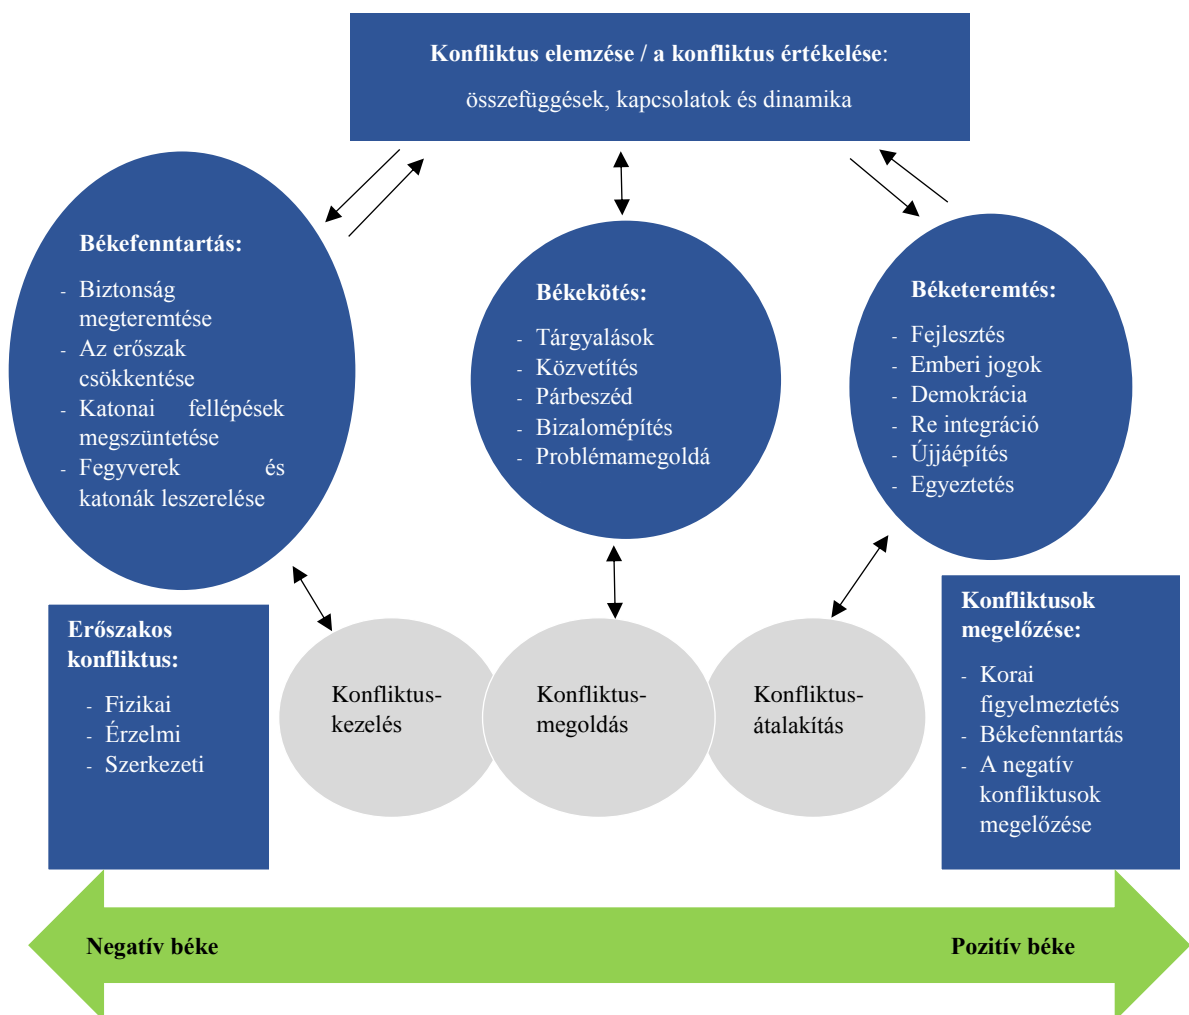 Konfliktus elemzése / a konfliktus értékelése:
összefüggések, kapcsolatok és dinamika
Békefenntartás:
- Biztonság
megteremtése
- Az erőszak
csökkentése
- Katonai fellépések
megszüntetése
- Fegyverek és
katonák leszerelése
Békekötés:
- Tárgyalások
- Közvetítés
- Párbeszéd
- Bizalomépítés
- Problémamegoldá
Béketeremtés:
- Fejlesztés
- Emberi jogok
- Demokrácia
- Re integráció
- Újjáépítés
- Egyeztetés
Erőszakos
konfliktus:
- Fizikai
- Érzelmi
- Szerkezeti
Konfliktus-
kezelés
Konfliktus-
megoldás
Konfliktus-
átalakítás
Konfliktusok
megelőzése:
- Korai
figyelmeztetés
- Békefenntartás
- A negatív
konfliktusok
megelőzése
Negatív béke
Pozitív béke